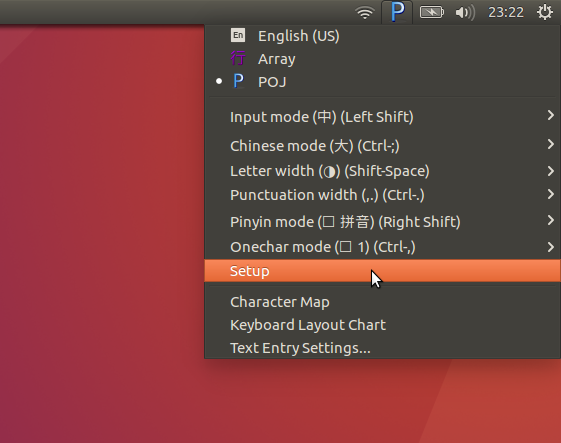 P 23:22
En English (US)
行 Array
P POJ
Input mode (中) (Left Shift)
Chinese mode (大) (Ctrl-;)
Letter width (◑) (Shift-Space)
Punctuation width (,.) (Ctrl-.)
Pinyin mode (☐ 拼音) (Right Shift)
Onechar mode (☐ 1) (Ctrl-,)
Setup
Character Map
Keyboard Layout Chart
Text Entry Settings...